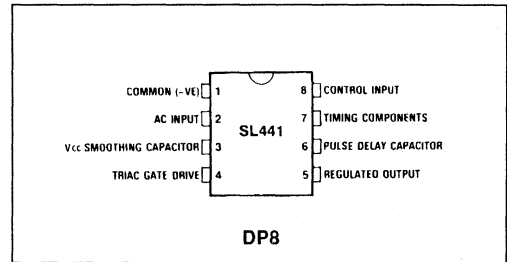 COMMON (-VE) 1 8 CONTROL INPUT
AC INPUT 2 7 TIMING COMPONENTS
SL441
Vcc SMOOTHING CAPACITOR 3 6 PULSE DELAY CAPACITOR
TRIAC GATE DRIVE 4 5 REGULATED OUTPUT
DP8